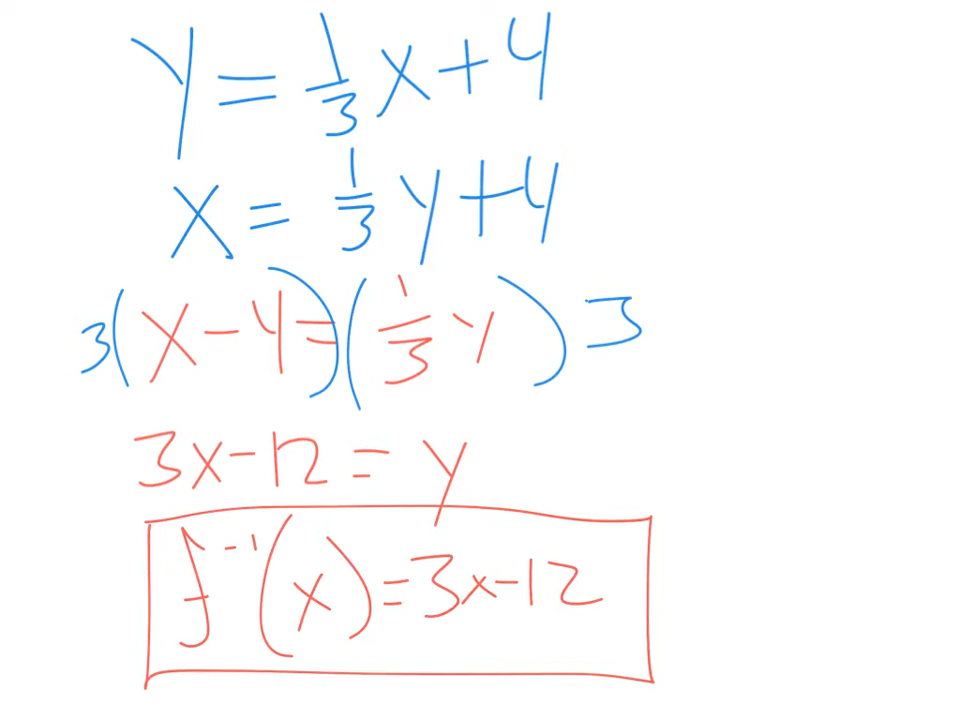 y = 1/3 x + 4
x = 1/3 y + 4
3(x - 4) = (1/3 y)3
3x - 12 = y
f⁻¹(x) = 3x - 12